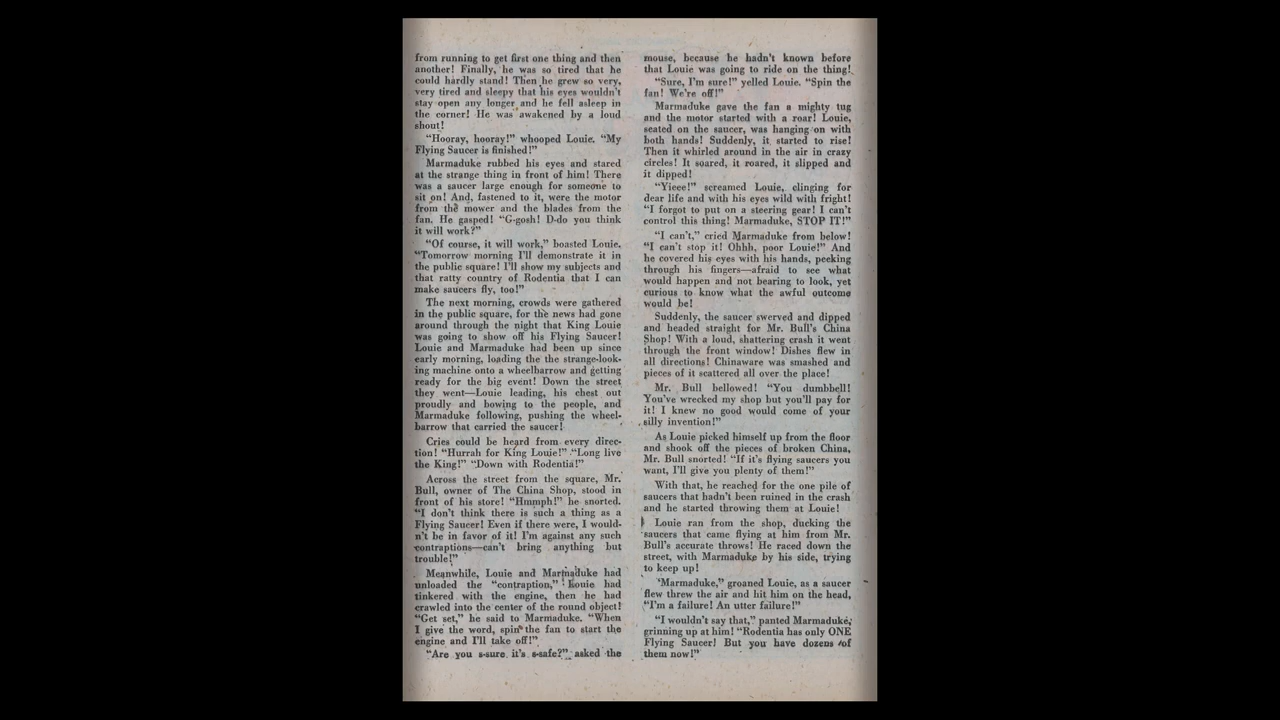 from running to get first one thing and then
another! Finally, he was so tired that he
could hardly stand! Then he grew so very,
very tired and sleepy that his eyes wouldn't
stay open any longer and he fell asleep in
the corner! He was awakened by a loud
shout!
"Hooray, hooray!" whooped Louie. "My
Flying Saucer is finished!"
Marmaduke rubbed his eyes and stared
at the strange thing in front of him! There
was a saucer large enough for someone to
sit on! And, fastened to it, were the motor
from the mower and the blades from the
fan. He gasped! "G-gosh! D-do you think
it will work?"
"Of course, it will work," boasted Louie.
"Tomorrow morning I'll demonstrate it in
the public square! I'll show my subjects and
that ratty country of Rodentia that I can
make saucers fly, too!"
The next morning, crowds were gathered
in the public square, for the news had gone
around through the night that King Louie
was going to show off his Flying Saucer!
Louie and Marmaduke had been up since
early morning, loading the the strange-look-
ing machine onto a wheelbarrow and getting
ready for the big event! Down the street
they went—Louie leading, his chest out
proudly and bowing to the people, and
Marmaduke following, pushing the wheel-
barrow that carried the saucer!
Cries could be heard from every direc-
tion! "Hurrah for King Louie!" "Long live
the King!" "Down with Rodentia!"
Across the street from the square, Mr.
Bull, owner of The China Shop, stood in
front of his store! "Hmmph!" he snorted.
"I don't think there is such a thing as a
Flying Saucer! Even if there were, I would-
n't be in favor of it! I'm against any such
contraptions—can't bring anything but
trouble!"
Meanwhile, Louie and Marmaduke had
unloaded the "contraption," Louie had
tinkered with the engine, then he had
crawled into the center of the round object!
"Get set," he said to Marmaduke. "When
I give the word, spin the fan to start the
engine and I'll take off!"
"Are you s-sure it's s-safe?" asked the
mouse, because he hadn't known before
that Louie was going to ride on the thing!
"Sure, I'm sure!" yelled Louie. "Spin the
fan! We're off!"
Marmaduke gave the fan a mighty tug
and the motor started with a roar! Louie,
seated on the saucer, was hanging on with
both hands! Suddenly, it started to rise!
Then it whirled around in the air in crazy
circles! It soared, it roared, it slipped and
it dipped!
"Yieee!" screamed Louie, clinging for
dear life and with his eyes wild with fright!
"I forgot to put on a steering gear! I can't
control this thing! Marmaduke, STOP IT!"
"I can't," cried Marmaduke from below!
"I can't stop it! Ohhh, poor Louie!" And
he covered his eyes with his hands, peeking
through his fingers—afraid to see what
would happen and not bearing to look, yet
curious to know what the awful outcome
would be!
Suddenly, the saucer swerved and dipped
and headed straight for Mr. Bull's China
Shop! With a loud, shattering crash it went
through the front window! Dishes flew in
all directions! Chinaware was smashed and
pieces of it scattered all over the place!
Mr. Bull bellowed! "You dumbbell!
You've wrecked my shop but you'll pay for
it! I knew no good would come of your
silly invention!"
As Louie picked himself up from the floor
and shook off the pieces of broken China,
Mr. Bull snorted! "If it's flying saucers you
want, I'll give you plenty of them!"
With that, he reached for the one pile of
saucers that hadn't been ruined in the crash
and he started throwing them at Louie!
Louie ran from the shop, ducking the
saucers that came flying at him from Mr.
Bull's accurate throws! He raced down the
street, with Marmaduke by his side, trying
to keep up!
"Marmaduke," groaned Louie, as a saucer
flew threw the air and hit him on the head,
"I'm a failure! An utter failure!"
"I wouldn't say that," panted Marmaduke,
grinning up at him! "Rodentia has only ONE
Flying Saucer! But you have dozens of
them now!"